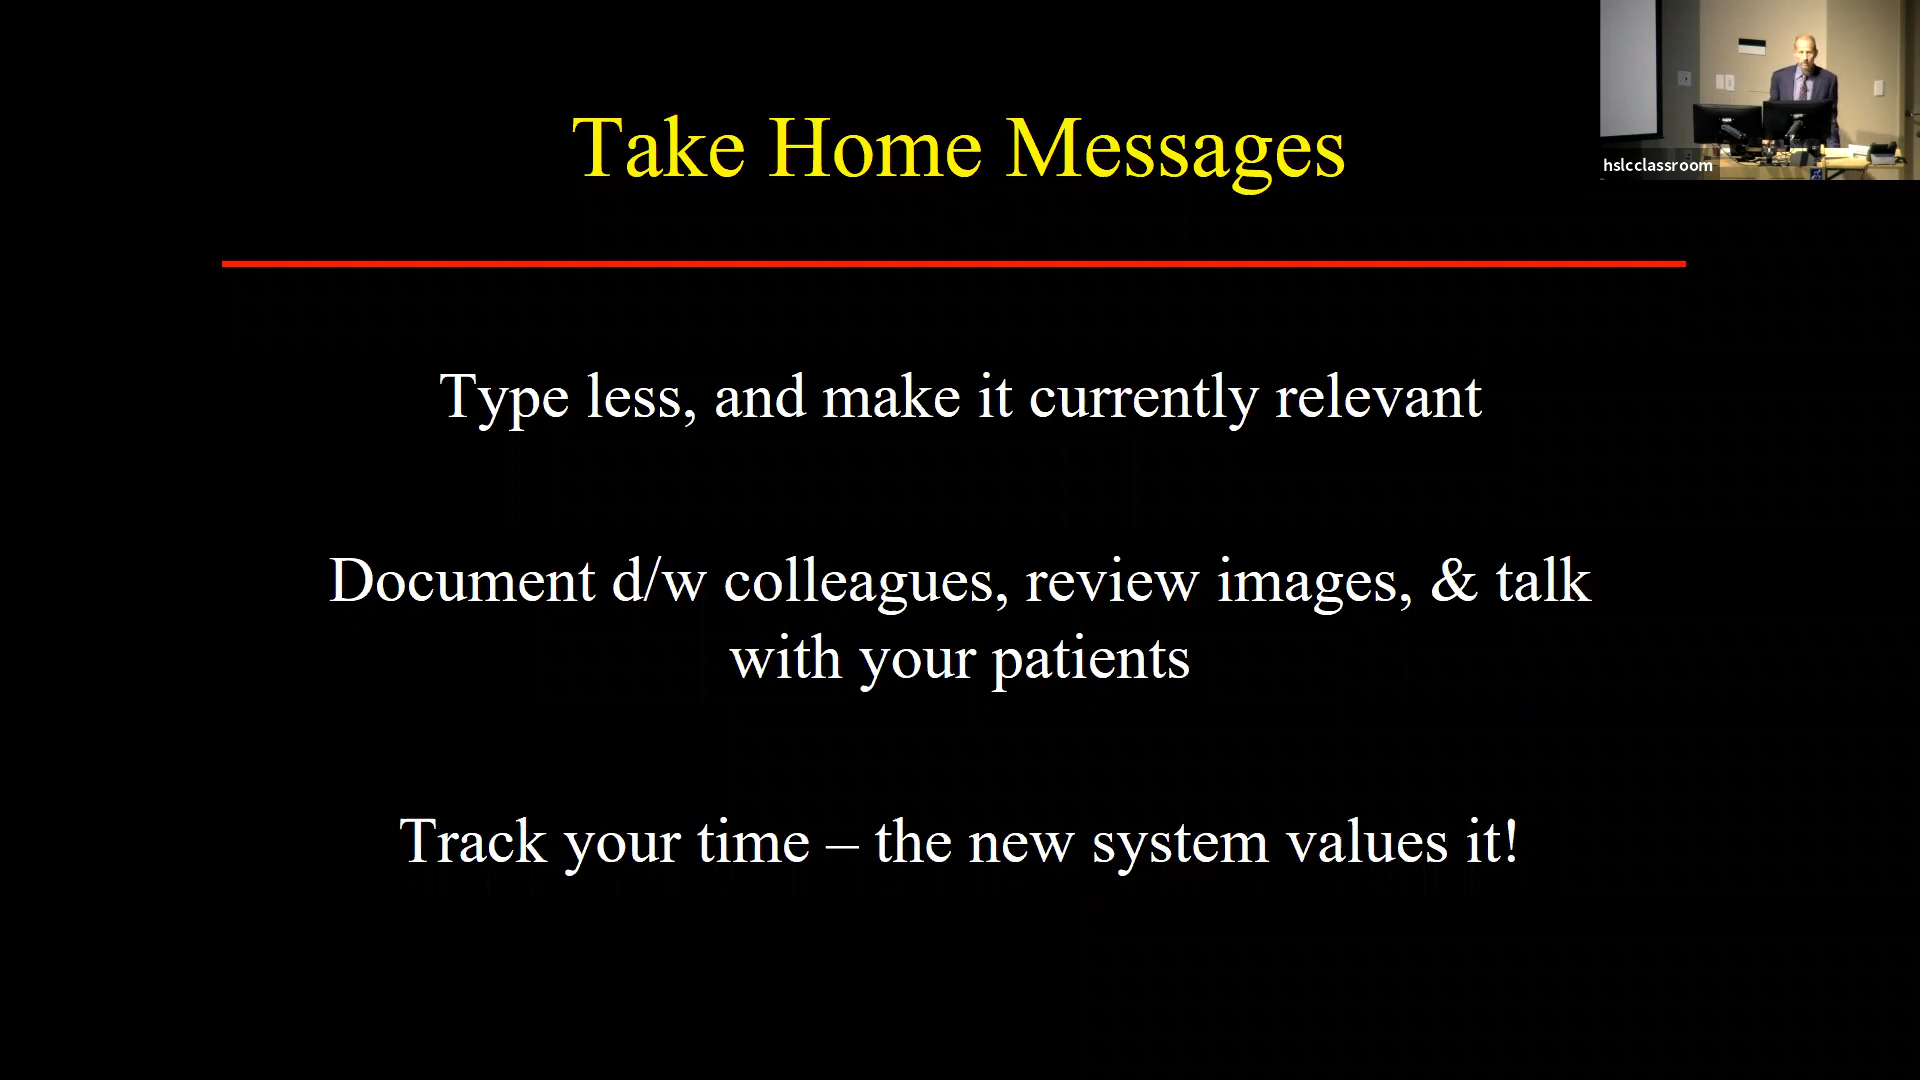 Take Home Messages
hslcclassroom
Type less, and make it currently relevant
Document d/w colleagues, review images, & talk
with your patients
Track your time – the new system values it!